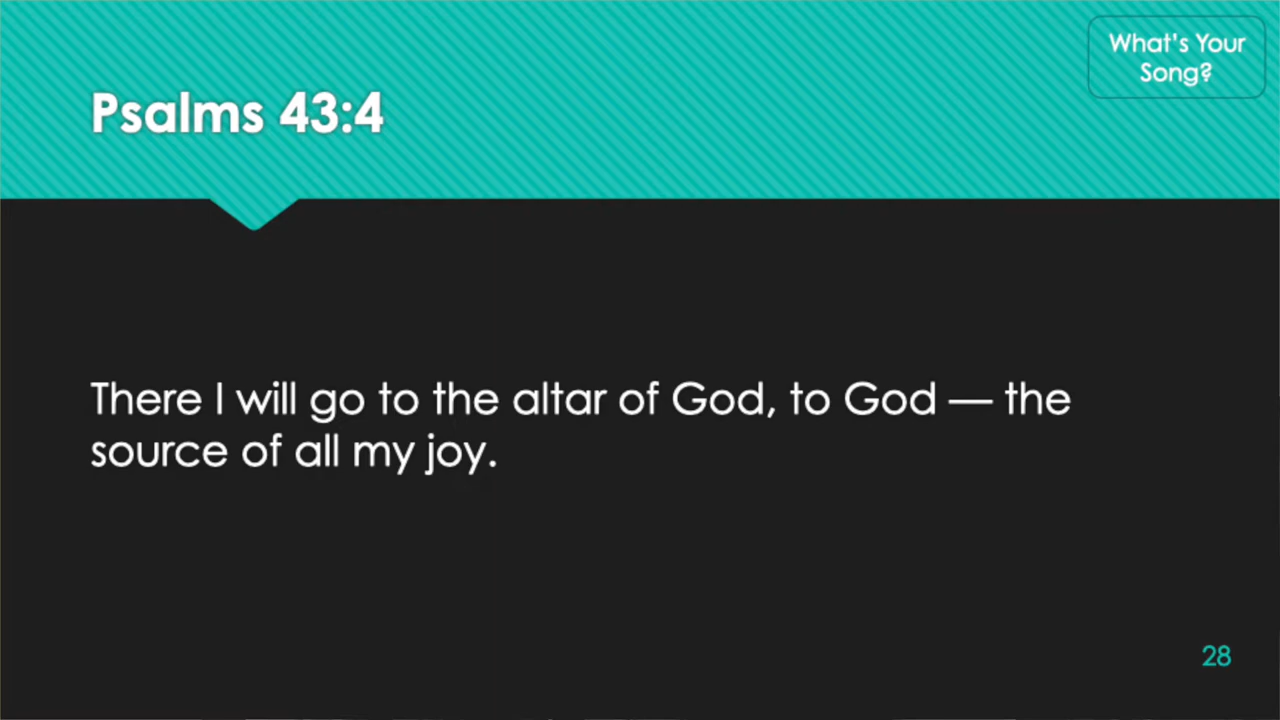 What's Your
Song?
Psalms 43:4
There I will go to the altar of God, to God — the
source of all my joy.
28